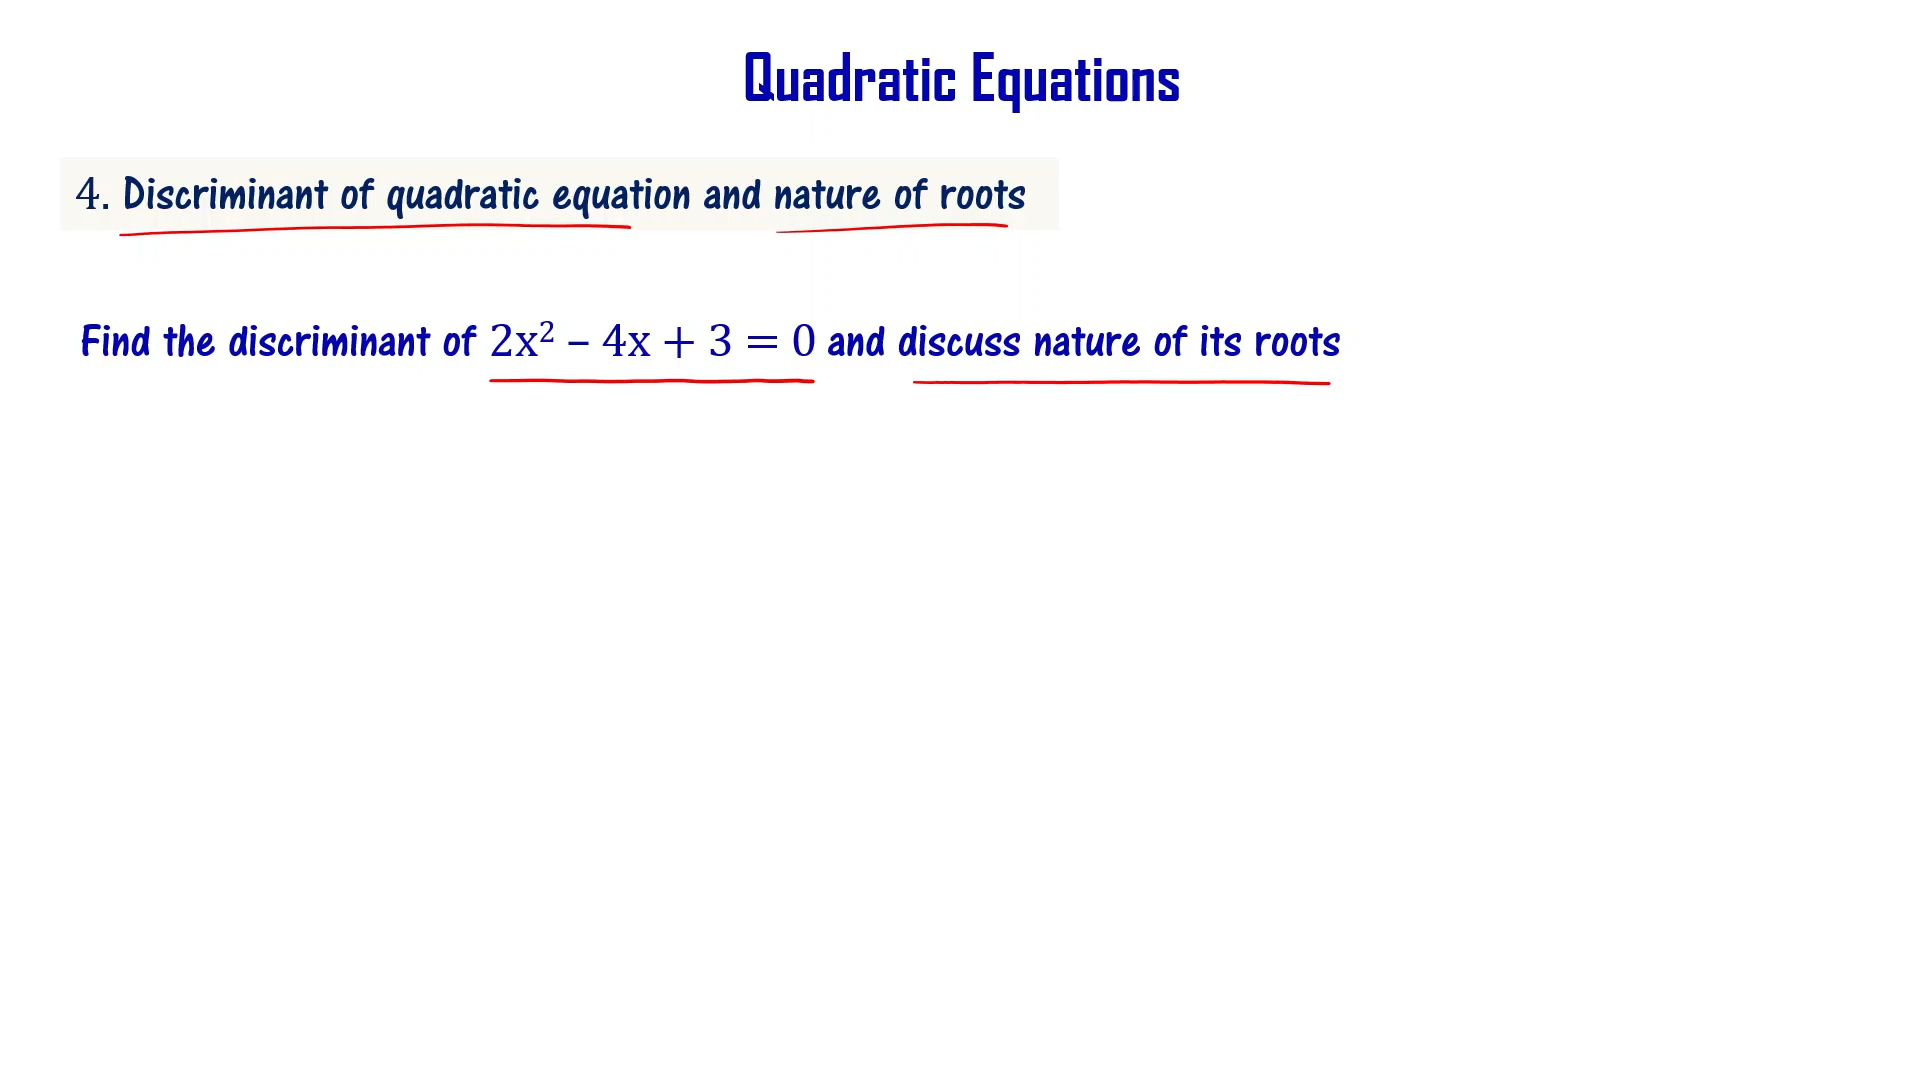 Quadratic Equations
4. Discriminant of quadratic equation and nature of roots
Find the discriminant of 2x² – 4x + 3 = 0 and discuss nature of its roots